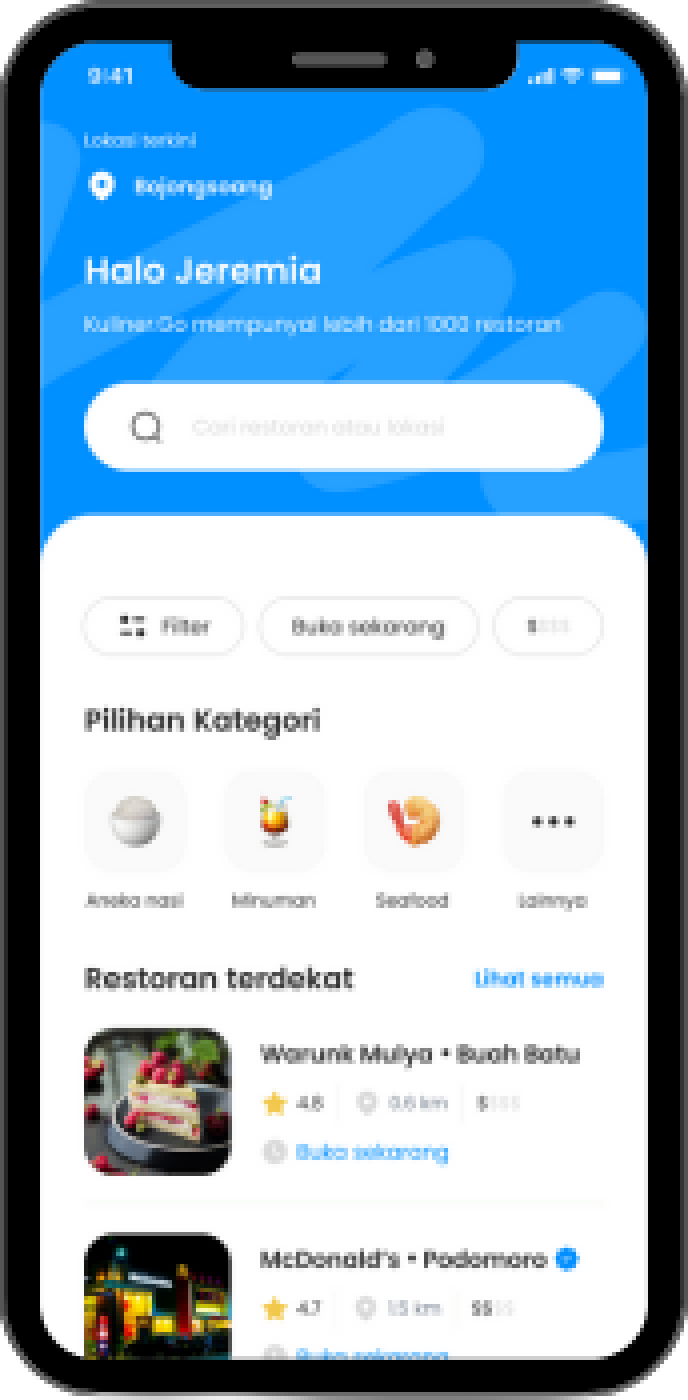 9:41
Lokasi terkini
Bojongsoang
Halo Jeremia
KulinerGo mempunyai lebih dari 1000 restoran
Cari restoran atau lokasi
Filter
Buka sekarang
$$$$
Pilihan Kategori
Aneka nasi
Minuman
Seafood
Lainnya
Restoran terdekat
Lihat semua
Warunk Mulya • Buah Batu
4.8
0.6 km
$$$$
Buka sekarang
McDonald's • Podomoro
4.7
1.5 km
$$$$
Buka sekarang